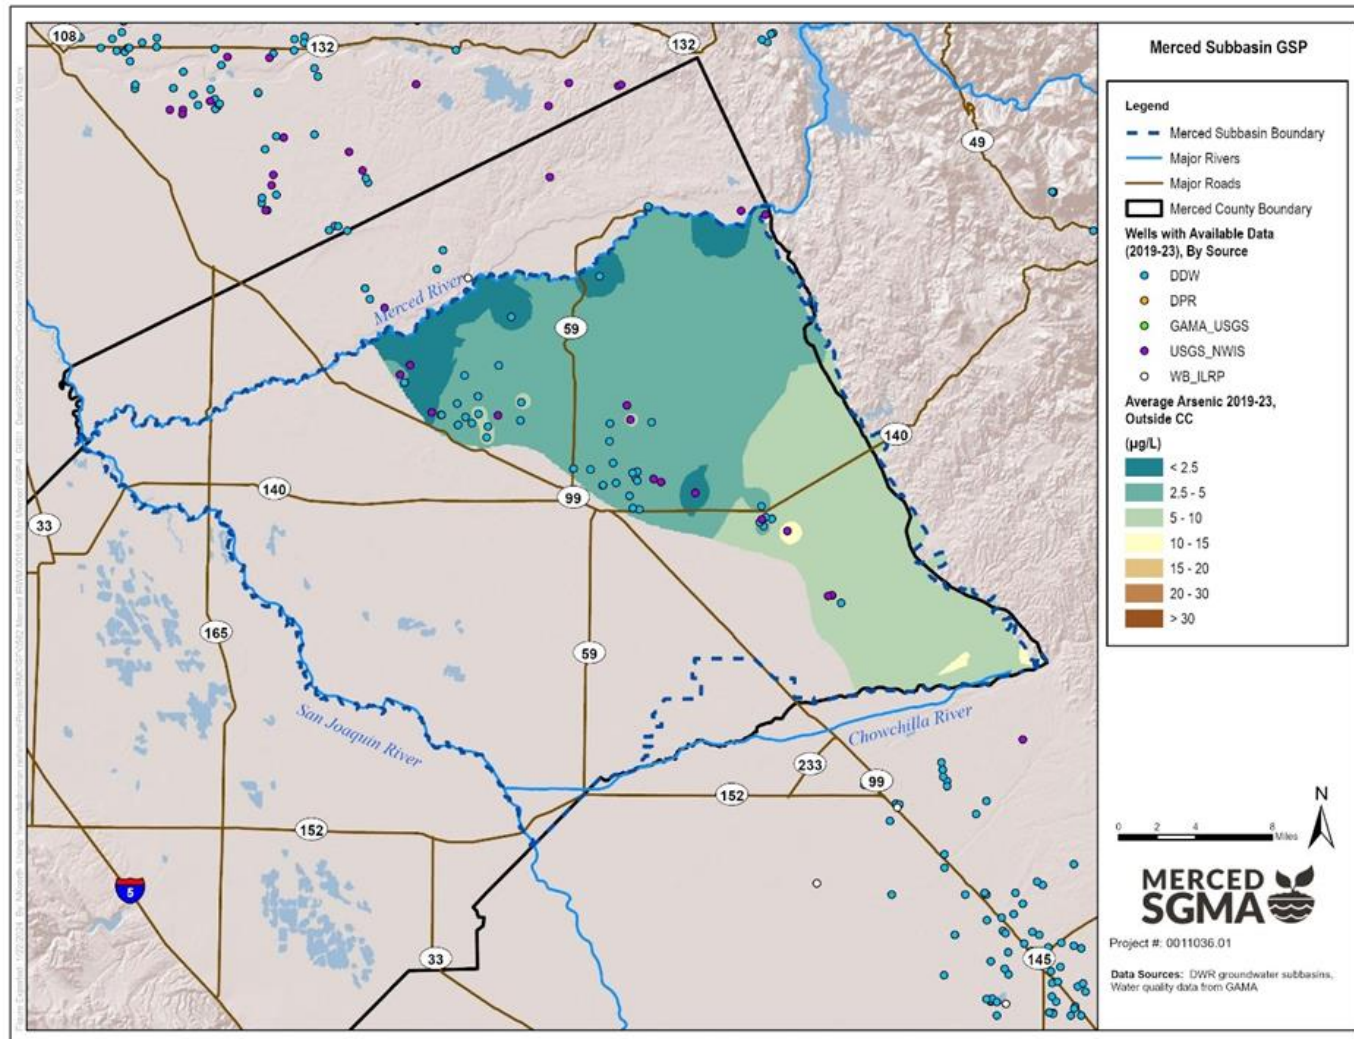 Merced Subbasin GSP
Legend
Merced Subbasin Boundary
Major Rivers
Major Roads
Merced County Boundary
Wells with Available Data
(2019-23), By Source
DDW
DPR
GAMA_USGS
USGS_NWIS
WB_ILRP
Average Arsenic 2019-23,
Outside CC
(µg/L)
< 2.5
2.5 - 5
5 - 10
10 - 15
15 - 20
20 - 30
> 30
108
132
132
49
Merced River
59
140
99
140
33
165
59
San Joaquin River
Chowchilla River
233
99
152
152
5
33
145
N
0 2 4 8
Miles
MERCED
SGMA
Project #: 0011036.01
Data Sources: DWR groundwater subbasins,
Water quality data from GAMA